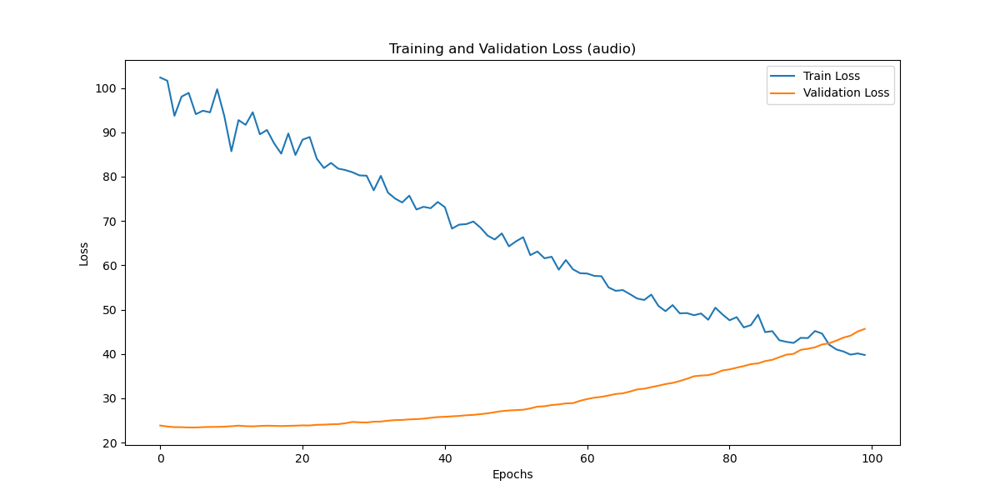 Training and Validation Loss (audio)
Train Loss
Validation Loss
Loss
100
90
80
70
60
50
40
30
20
0 20 40 60 80 100
Epochs